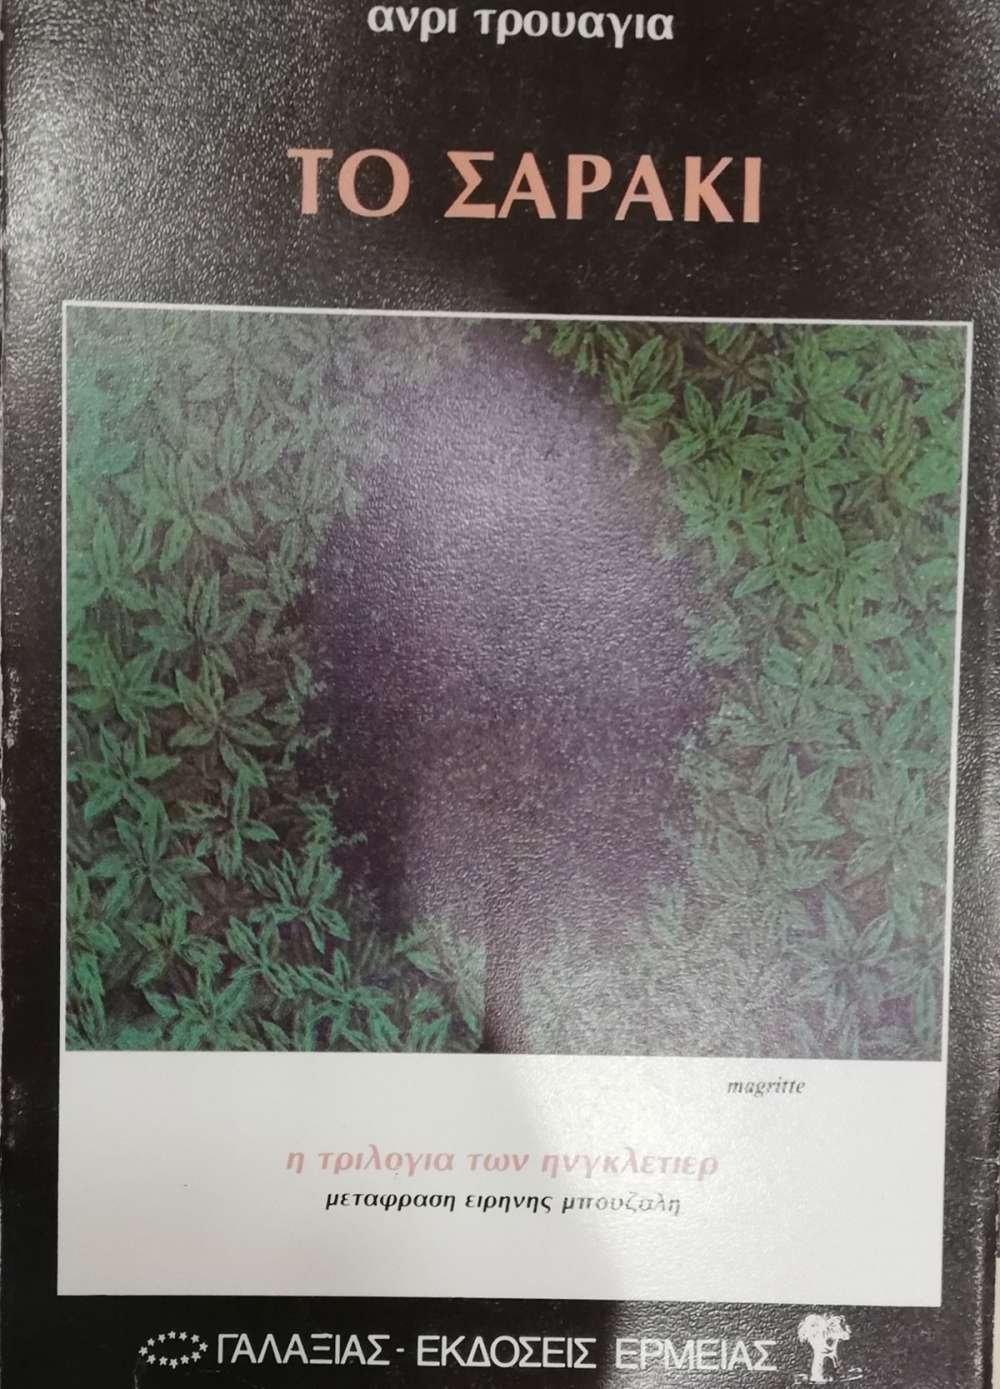 ανρι τρουαγια
ΤΟ ΣΑΡΑΚΙ
magritte
η τριλογια των ηνγκλετιερ
μεταφραση ειρηνης μπουζαλη
ΓΑΛΑΞΙΑΣ - ΕΚΔΟΣΕΙΣ ΕΡΜΕΙΑΣ